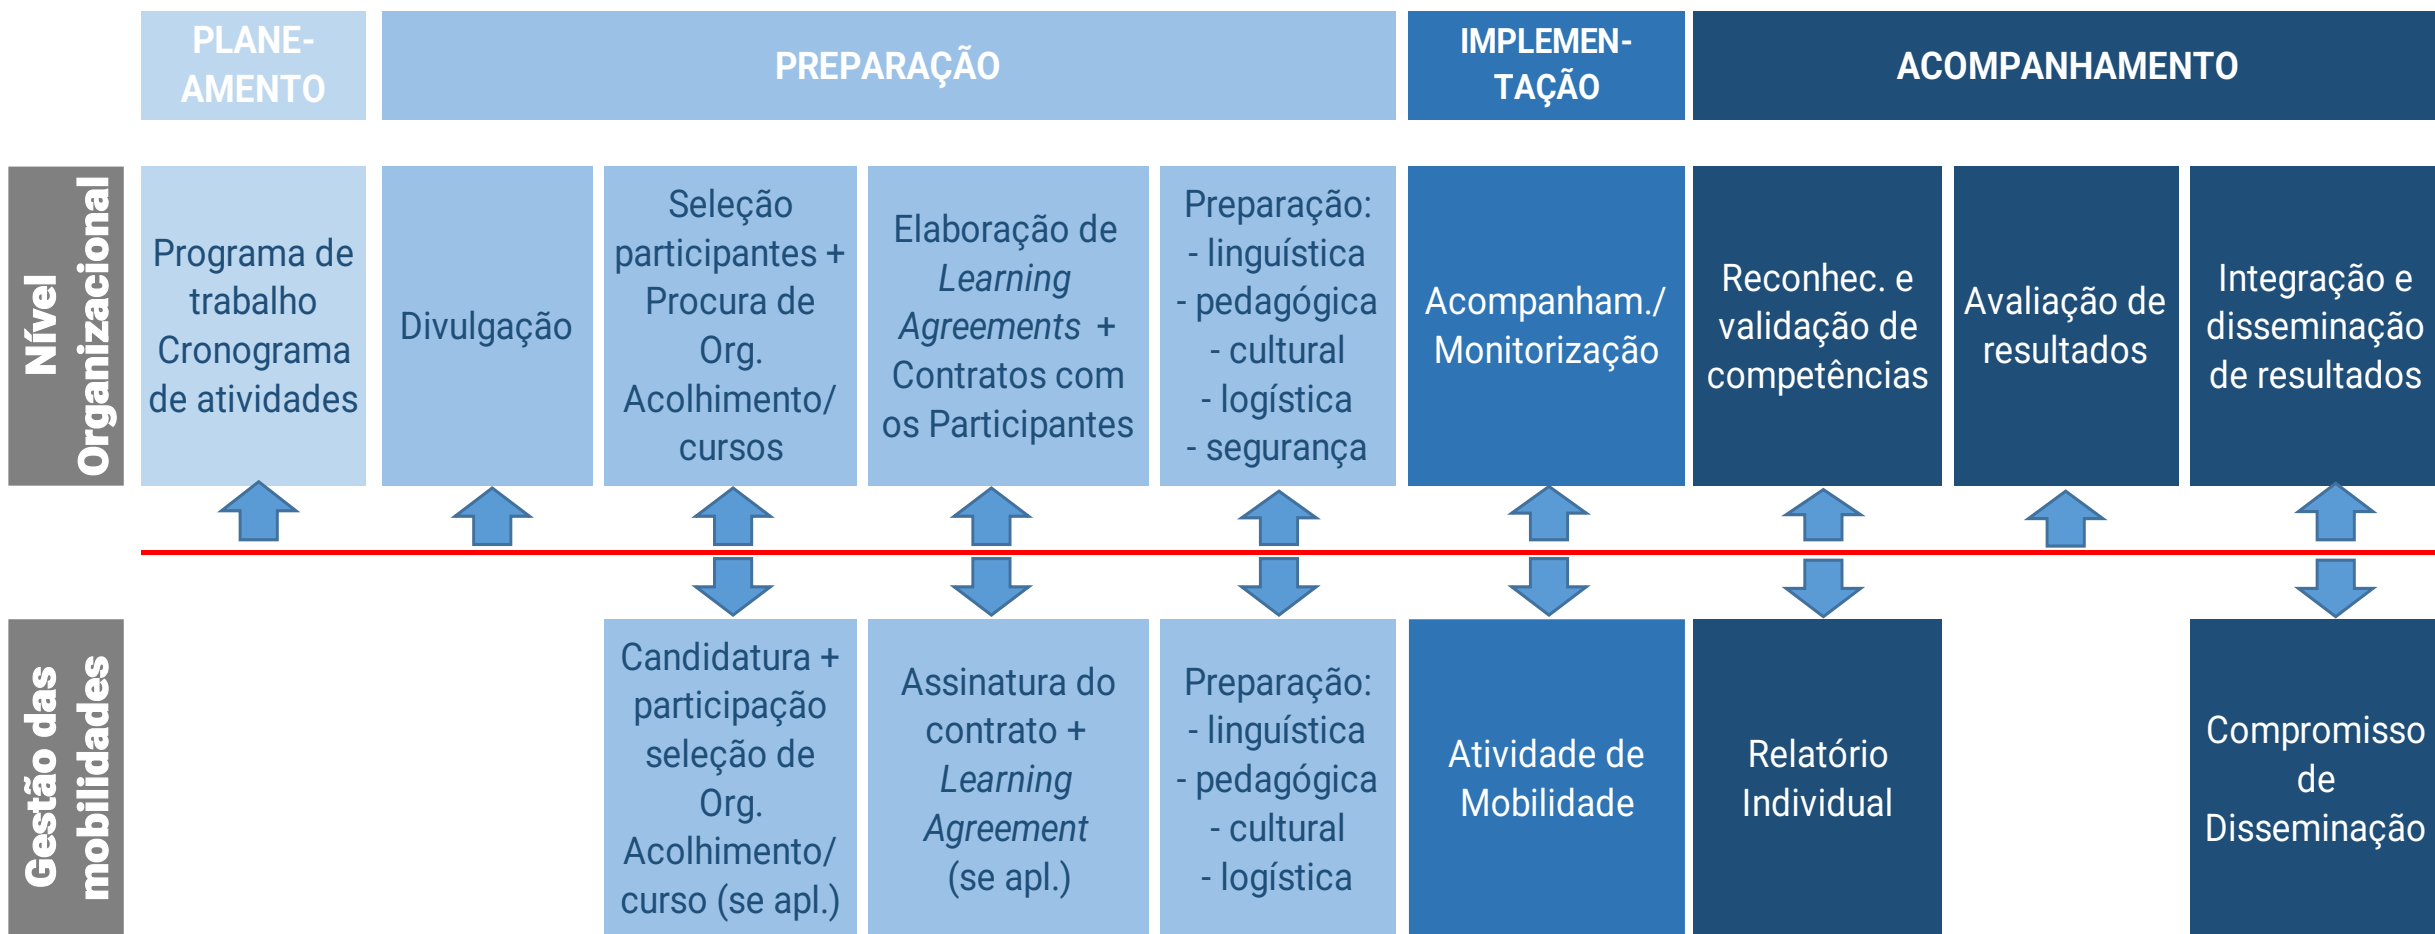 PLANE-
AMENTO
PREPARAÇÃO
IMPLEMEN-
TAÇÃO
ACOMPANHAMENTO
Nível
Organizacional
Programa de
trabalho
Cronograma
de atividades
Divulgação
Seleção
participantes +
Procura de
Org.
Acolhimento/
cursos
Elaboração de
Learning
Agreements +
Contratos com
os Participantes
Preparação:
- linguística
- pedagógica
- cultural
- logística
- segurança
Acompanham./
Monitorização
Reconhec. e
validação de
competências
Avaliação de
resultados
Integração e
disseminação
de resultados
Gestão das
mobilidades
Candidatura +
participação
seleção de
Org.
Acolhimento/
curso (se apl.)
Assinatura do
contrato +
Learning
Agreement
(se apl.)
Preparação:
- linguística
- pedagógica
- cultural
- logística
Atividade de
Mobilidade
Relatório
Individual
Compromisso
de
Disseminação